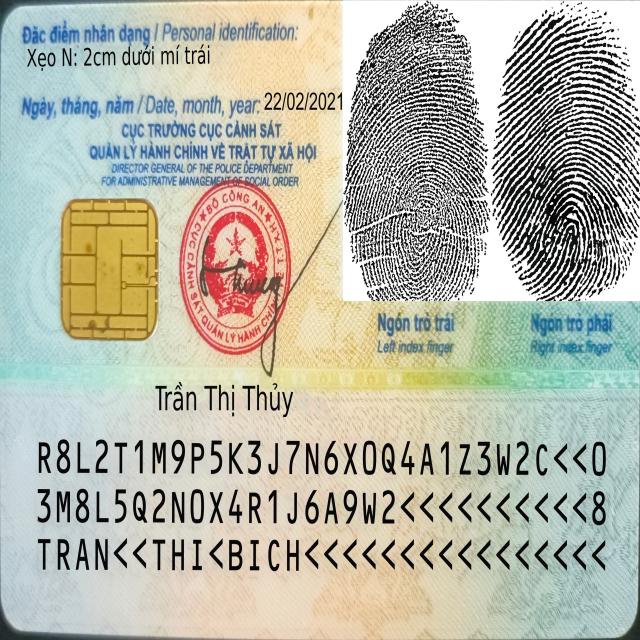 Đặc điểm nhân dạng / Personal identification:
Xẹo N: 2cm dưới mí trái
Ngày, tháng, năm / Date, month, year: 22/02/2021
CỤC TRƯỞNG CỤC CẢNH SÁT
QUẢN LÝ HÀNH CHÍNH VỀ TRẬT TỰ XÃ HỘI
DIRECTOR GENERAL OF THE POLICE DEPARTMENT
FOR ADMINISTRATIVE MANAGEMENT OF SOCIAL ORDER
BỘ CÔNG AN
CỤC CẢNH SÁT QUẢN LÝ HÀNH CHÍNH
Ngón trỏ trái
Left index finger
Ngón trỏ phải
Right index finger
Trần Thị Thủy
R8L2T1M9P5K3J7N6X0Q4A1Z3W2C<<0
3M8L5Q2N0X4R1J6A9W2<<<<<<<<<<8
TRAN<<THI<BICH<<<<<<<<<<<<<<<<